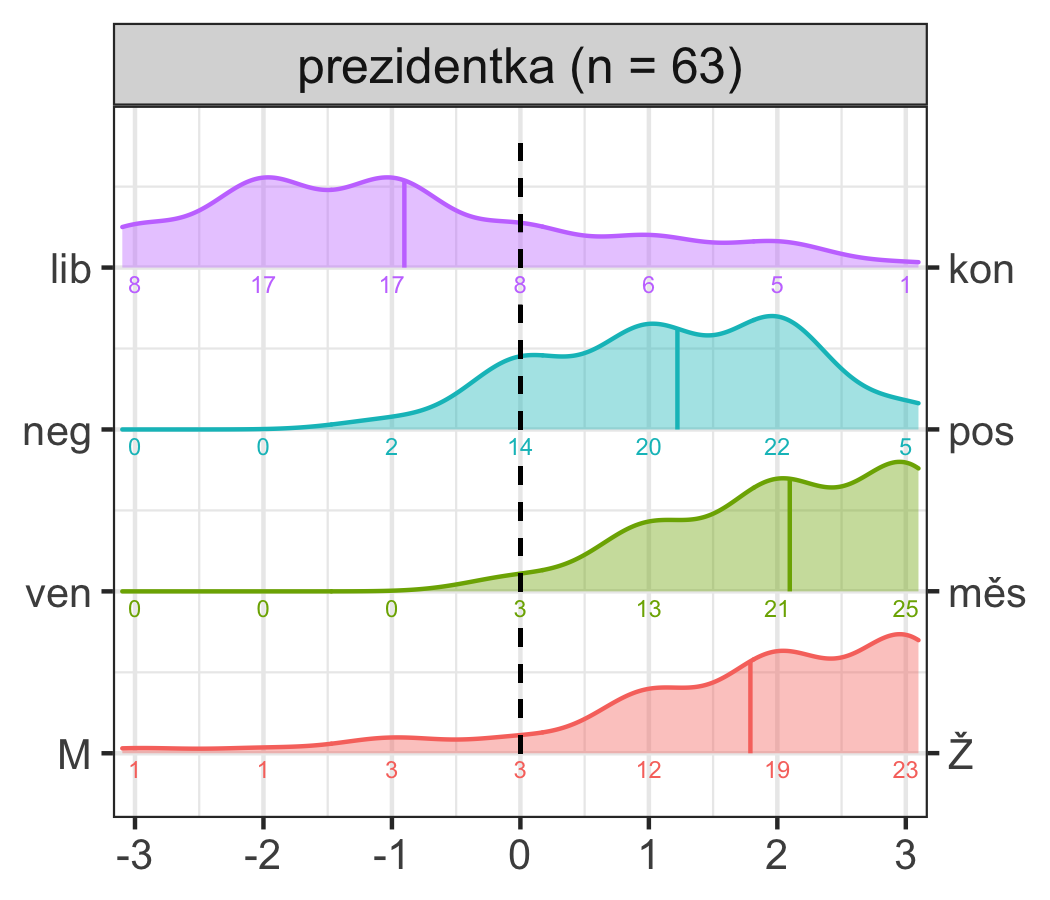 prezidentka (n = 63)
lib kon
8 17 17 8 6 5 1
neg pos
0 0 2 14 20 22 5
ven měs
0 0 0 3 13 21 25
M Ž
1 1 3 3 12 19 23
-3 -2 -1 0 1 2 3